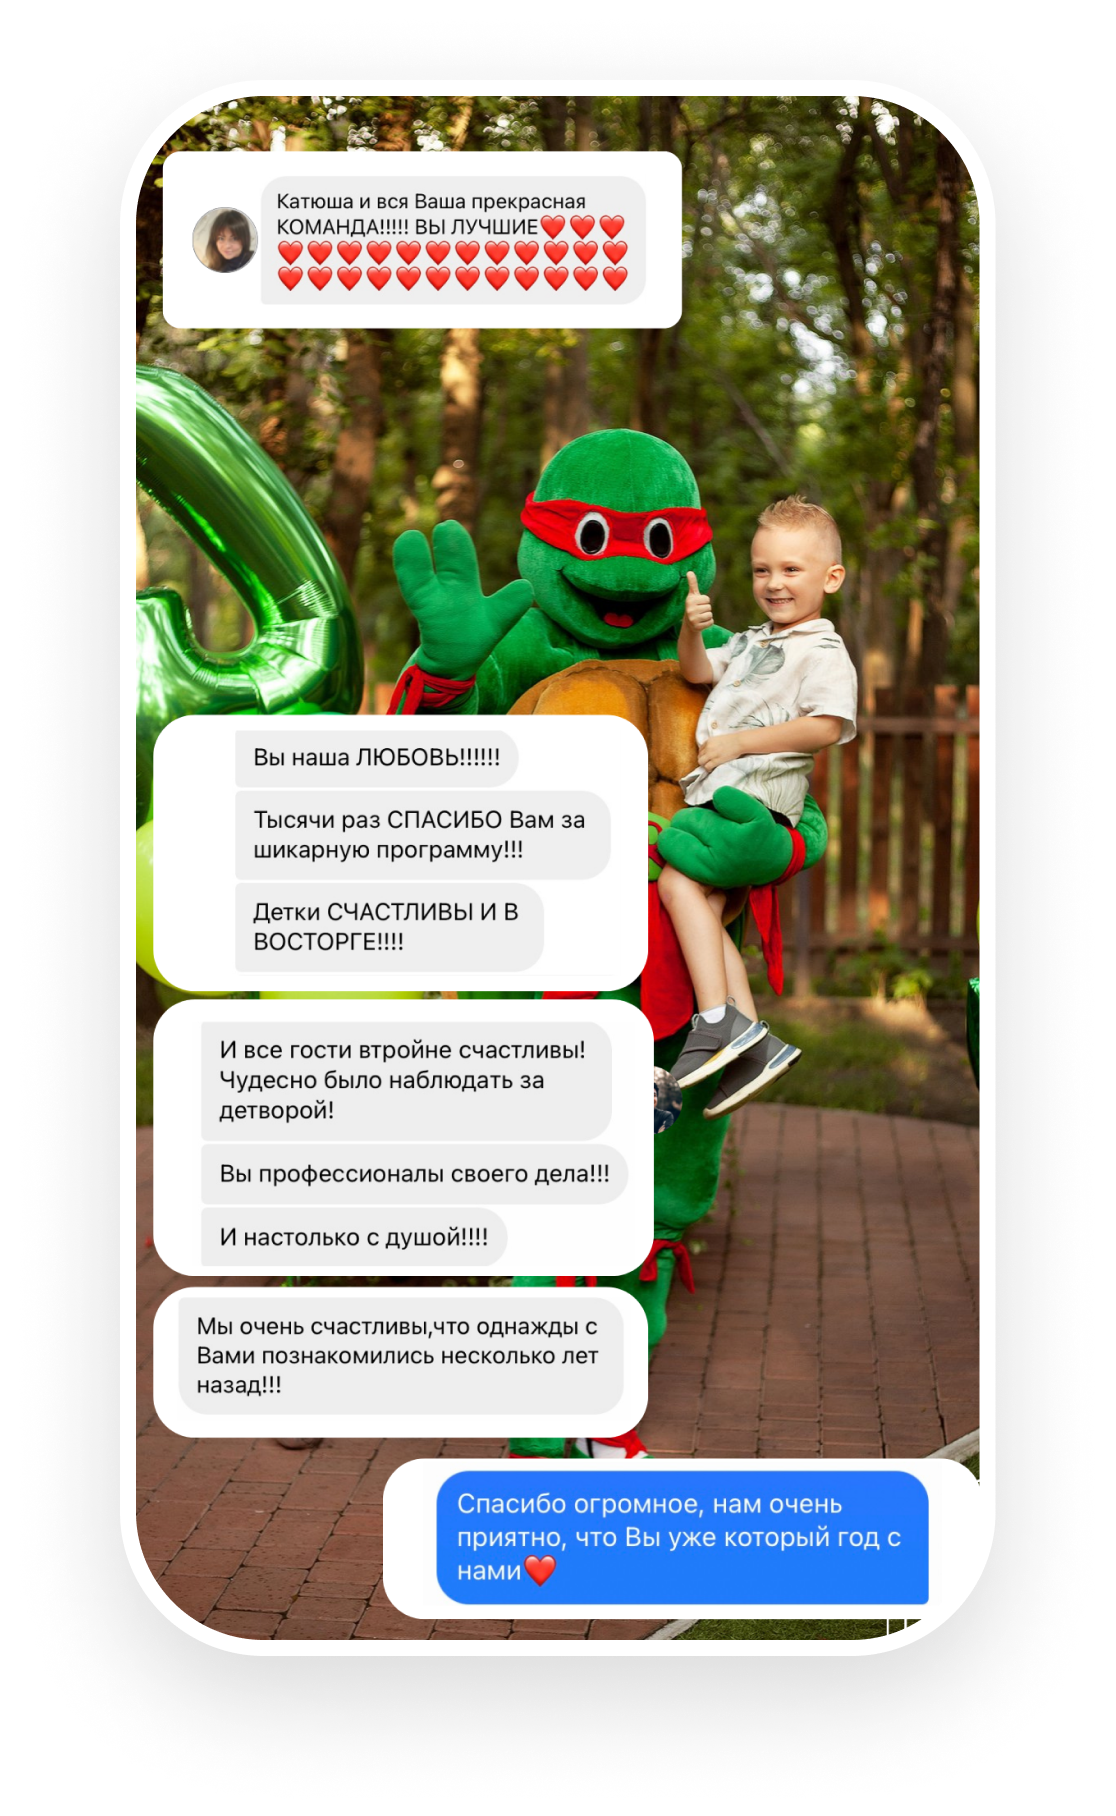 Катюша и вся Ваша прекрасная
КОМАНДА!!!!! ВЫ ЛУЧШИЕ❤️❤️❤️
❤️❤️❤️❤️❤️❤️❤️❤️❤️❤️❤️❤️
❤️❤️❤️❤️❤️❤️❤️❤️❤️❤️❤️❤️
Вы наша ЛЮБОВЬ!!!!!!
Тысячи раз СПАСИБО Вам за
шикарную программу!!!
Детки СЧАСТЛИВЫ И В
ВОСТОРГЕ!!!!
И все гости втройне счастливы!
Чудесно было наблюдать за
детворой!
Вы профессионалы своего дела!!!
И настолько с душой!!!!
Мы очень счастливы,что однажды с
Вами познакомились несколько лет
назад!!!
Спасибо огромное, нам очень
приятно, что Вы уже который год с
нами❤️